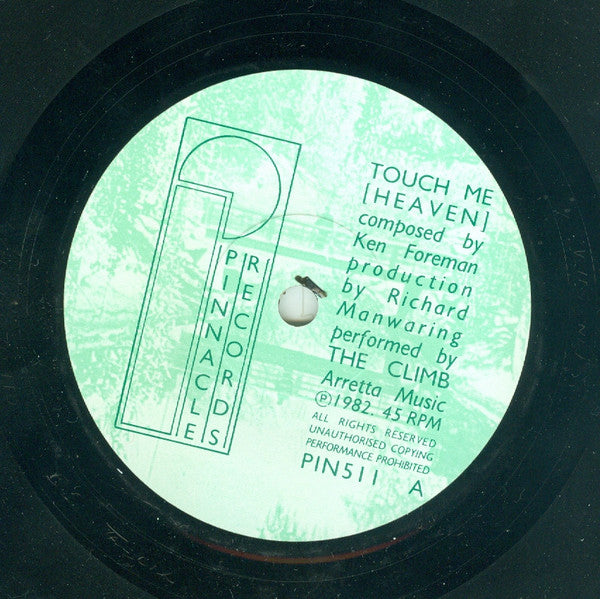 PINNACLE
RECORDS
TOUCH ME
[HEAVEN]
composed by
Ken Foreman
production
by Richard
Manwaring
performed by
THE CLIMB
Arretta Music
Ⓟ1982. 45 RPM
ALL RIGHTS RESERVED
UNAUTHORISED COPYING
PERFORMANCE PROHIBITED
PIN511 A